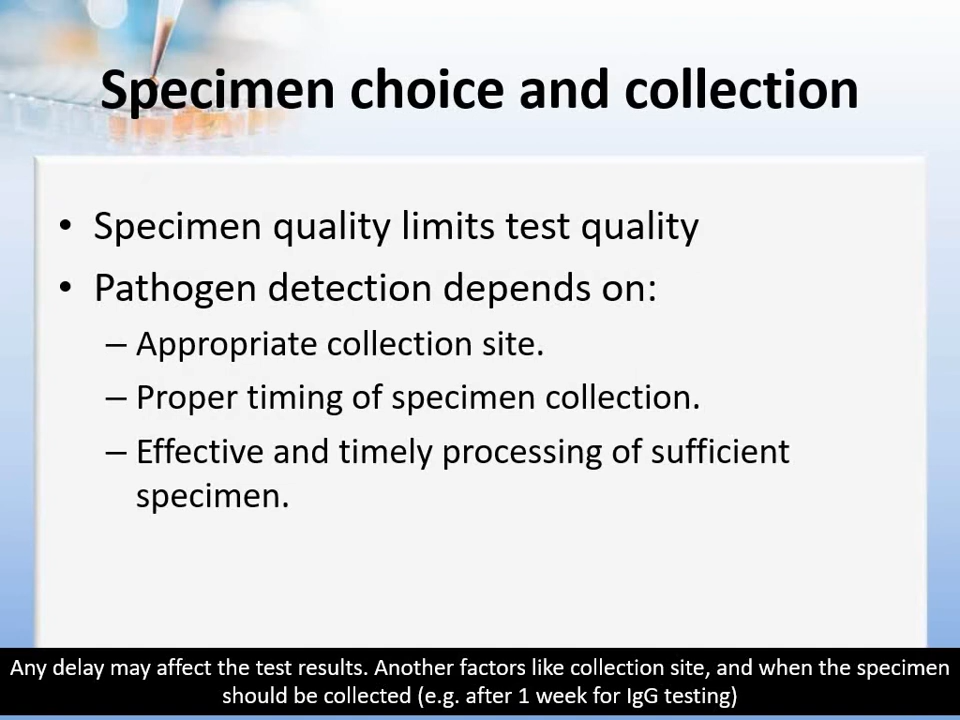 Specimen choice and collection
• Specimen quality limits test quality
• Pathogen detection depends on:
– Appropriate collection site.
– Proper timing of specimen collection.
– Effective and timely processing of sufficient
specimen.
Any delay may affect the test results. Another factors like collection site, and when the specimen
should be collected (e.g. after 1 week for IgG testing)